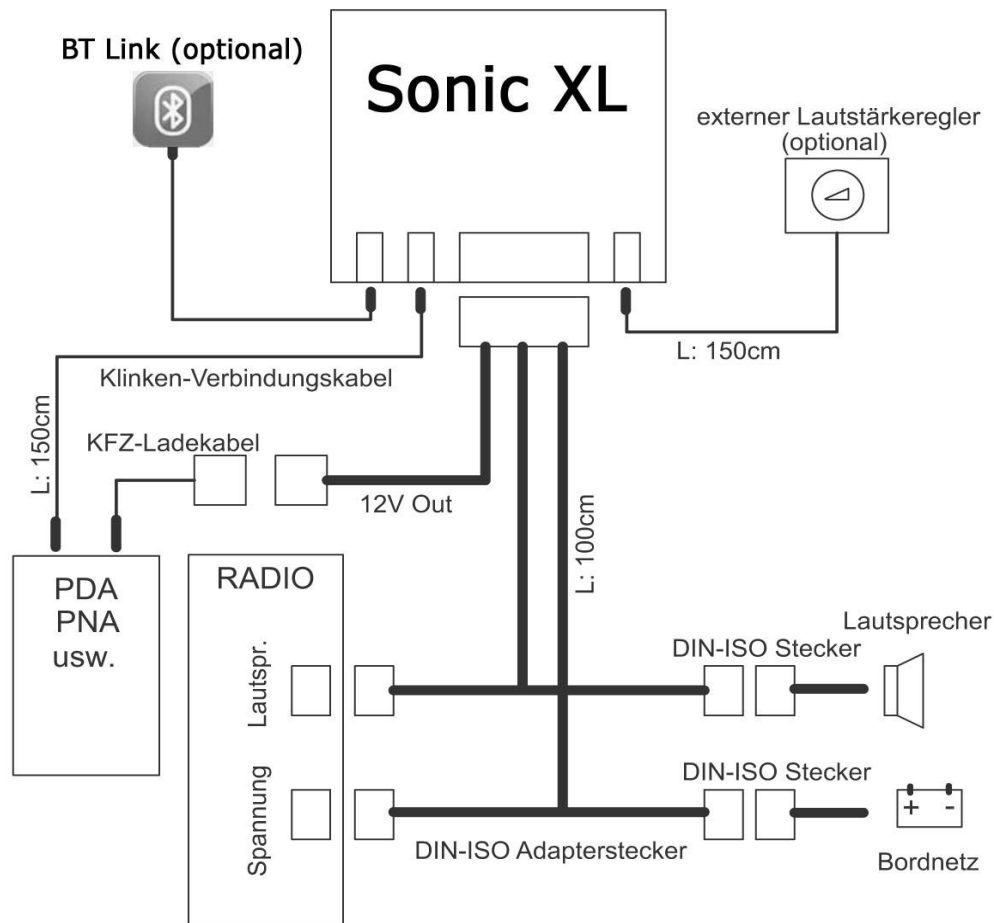 BT Link (optional)
Sonic XL
externer Lautstärkeregler
(optional)
L: 150cm
Klinken-Verbindungskabel
L: 150cm
KFZ-Ladekabel
12V Out
L: 100cm
PDA
PNA
usw.
RADIO
Lautspr.
Spannung
DIN-ISO Stecker
Lautsprecher
DIN-ISO Stecker
+ -
DIN-ISO Adapterstecker
Bordnetz